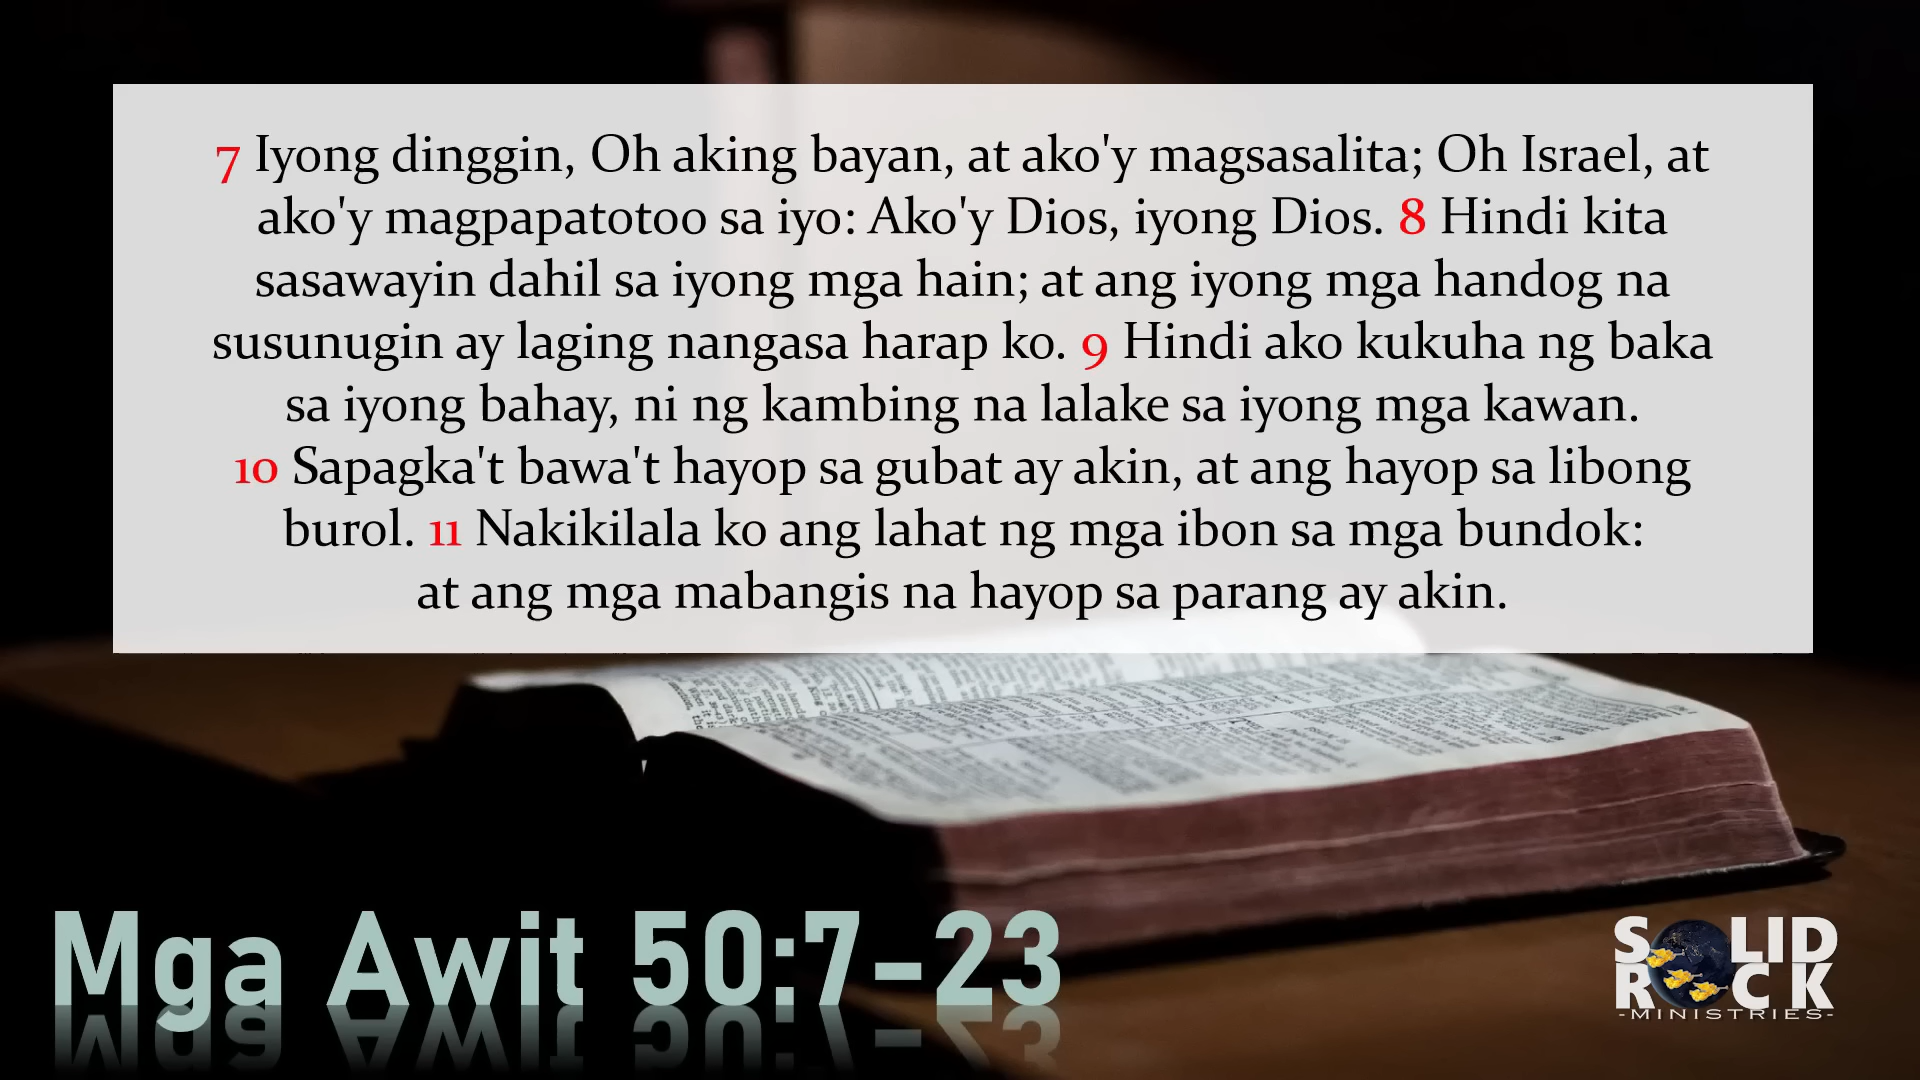 7 Iyong dinggin, Oh aking bayan, at ako'y magsasalita; Oh Israel, at
ako'y magpapatotoo sa iyo: Ako'y Dios, iyong Dios. 8 Hindi kita
sasawayin dahil sa iyong mga hain; at ang iyong mga handog na
susunugin ay laging nangasa harap ko. 9 Hindi ako kukuha ng baka
sa iyong bahay, ni ng kambing na lalake sa iyong mga kawan.
10 Sapagka't bawa't hayop sa gubat ay akin, at ang hayop sa libong
burol. 11 Nakikilala ko ang lahat ng mga ibon sa mga bundok:
at ang mga mabangis na hayop sa parang ay akin.
Mga Awit 50:7-23
SOLID
ROCK
-MINISTRIES-